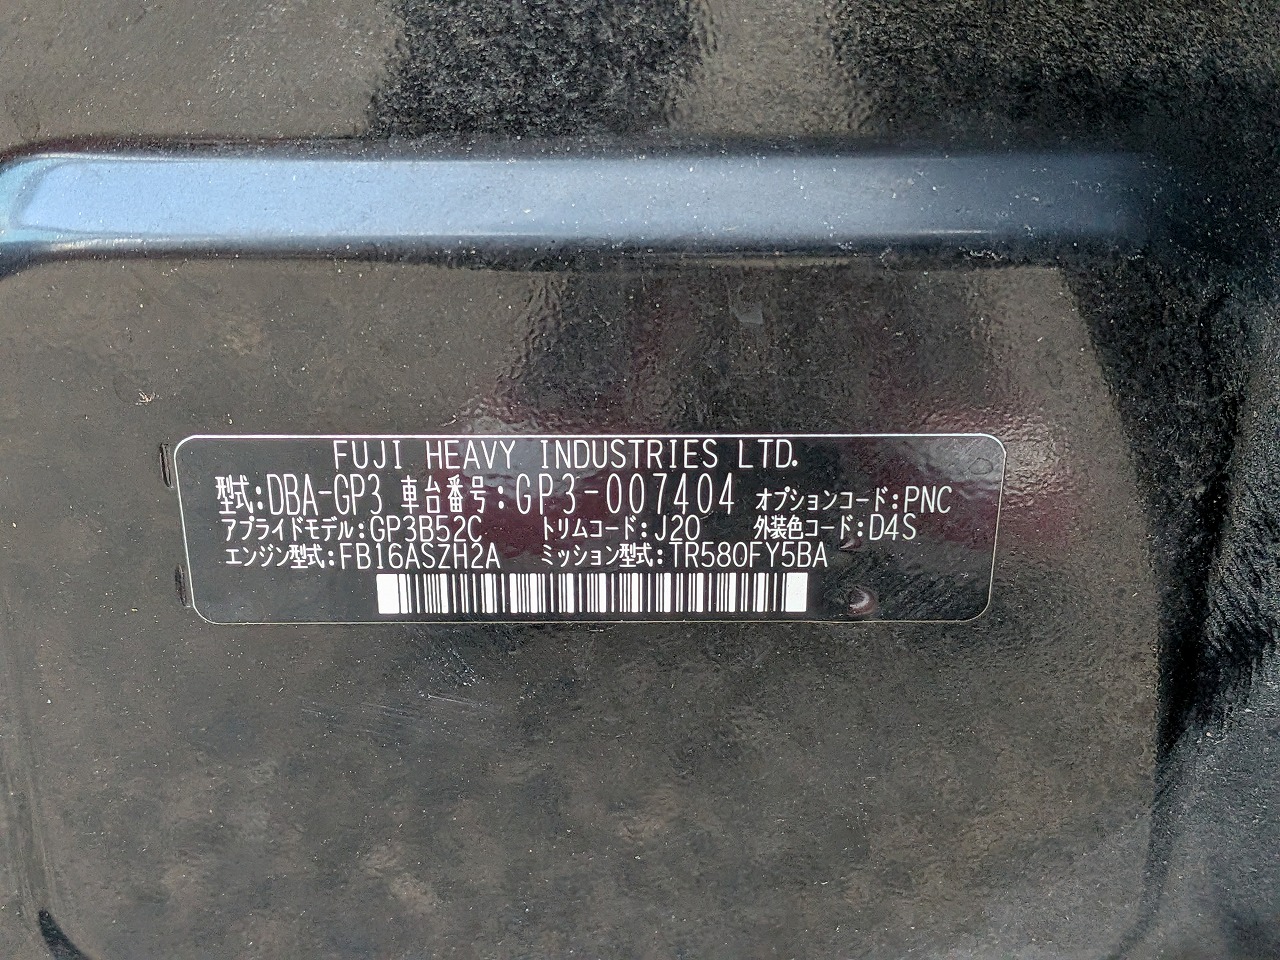 FUJI HEAVY INDUSTRIES LTD.
型式:DBA-GP3 車台番号:GP3-007404 オプションコード:PNC
アプライドモデル:GP3B52C トリムコード:J20 外装色コード:D4S
エンジン型式:FB16ASZH2A ミッション型式:TR580FY5BA